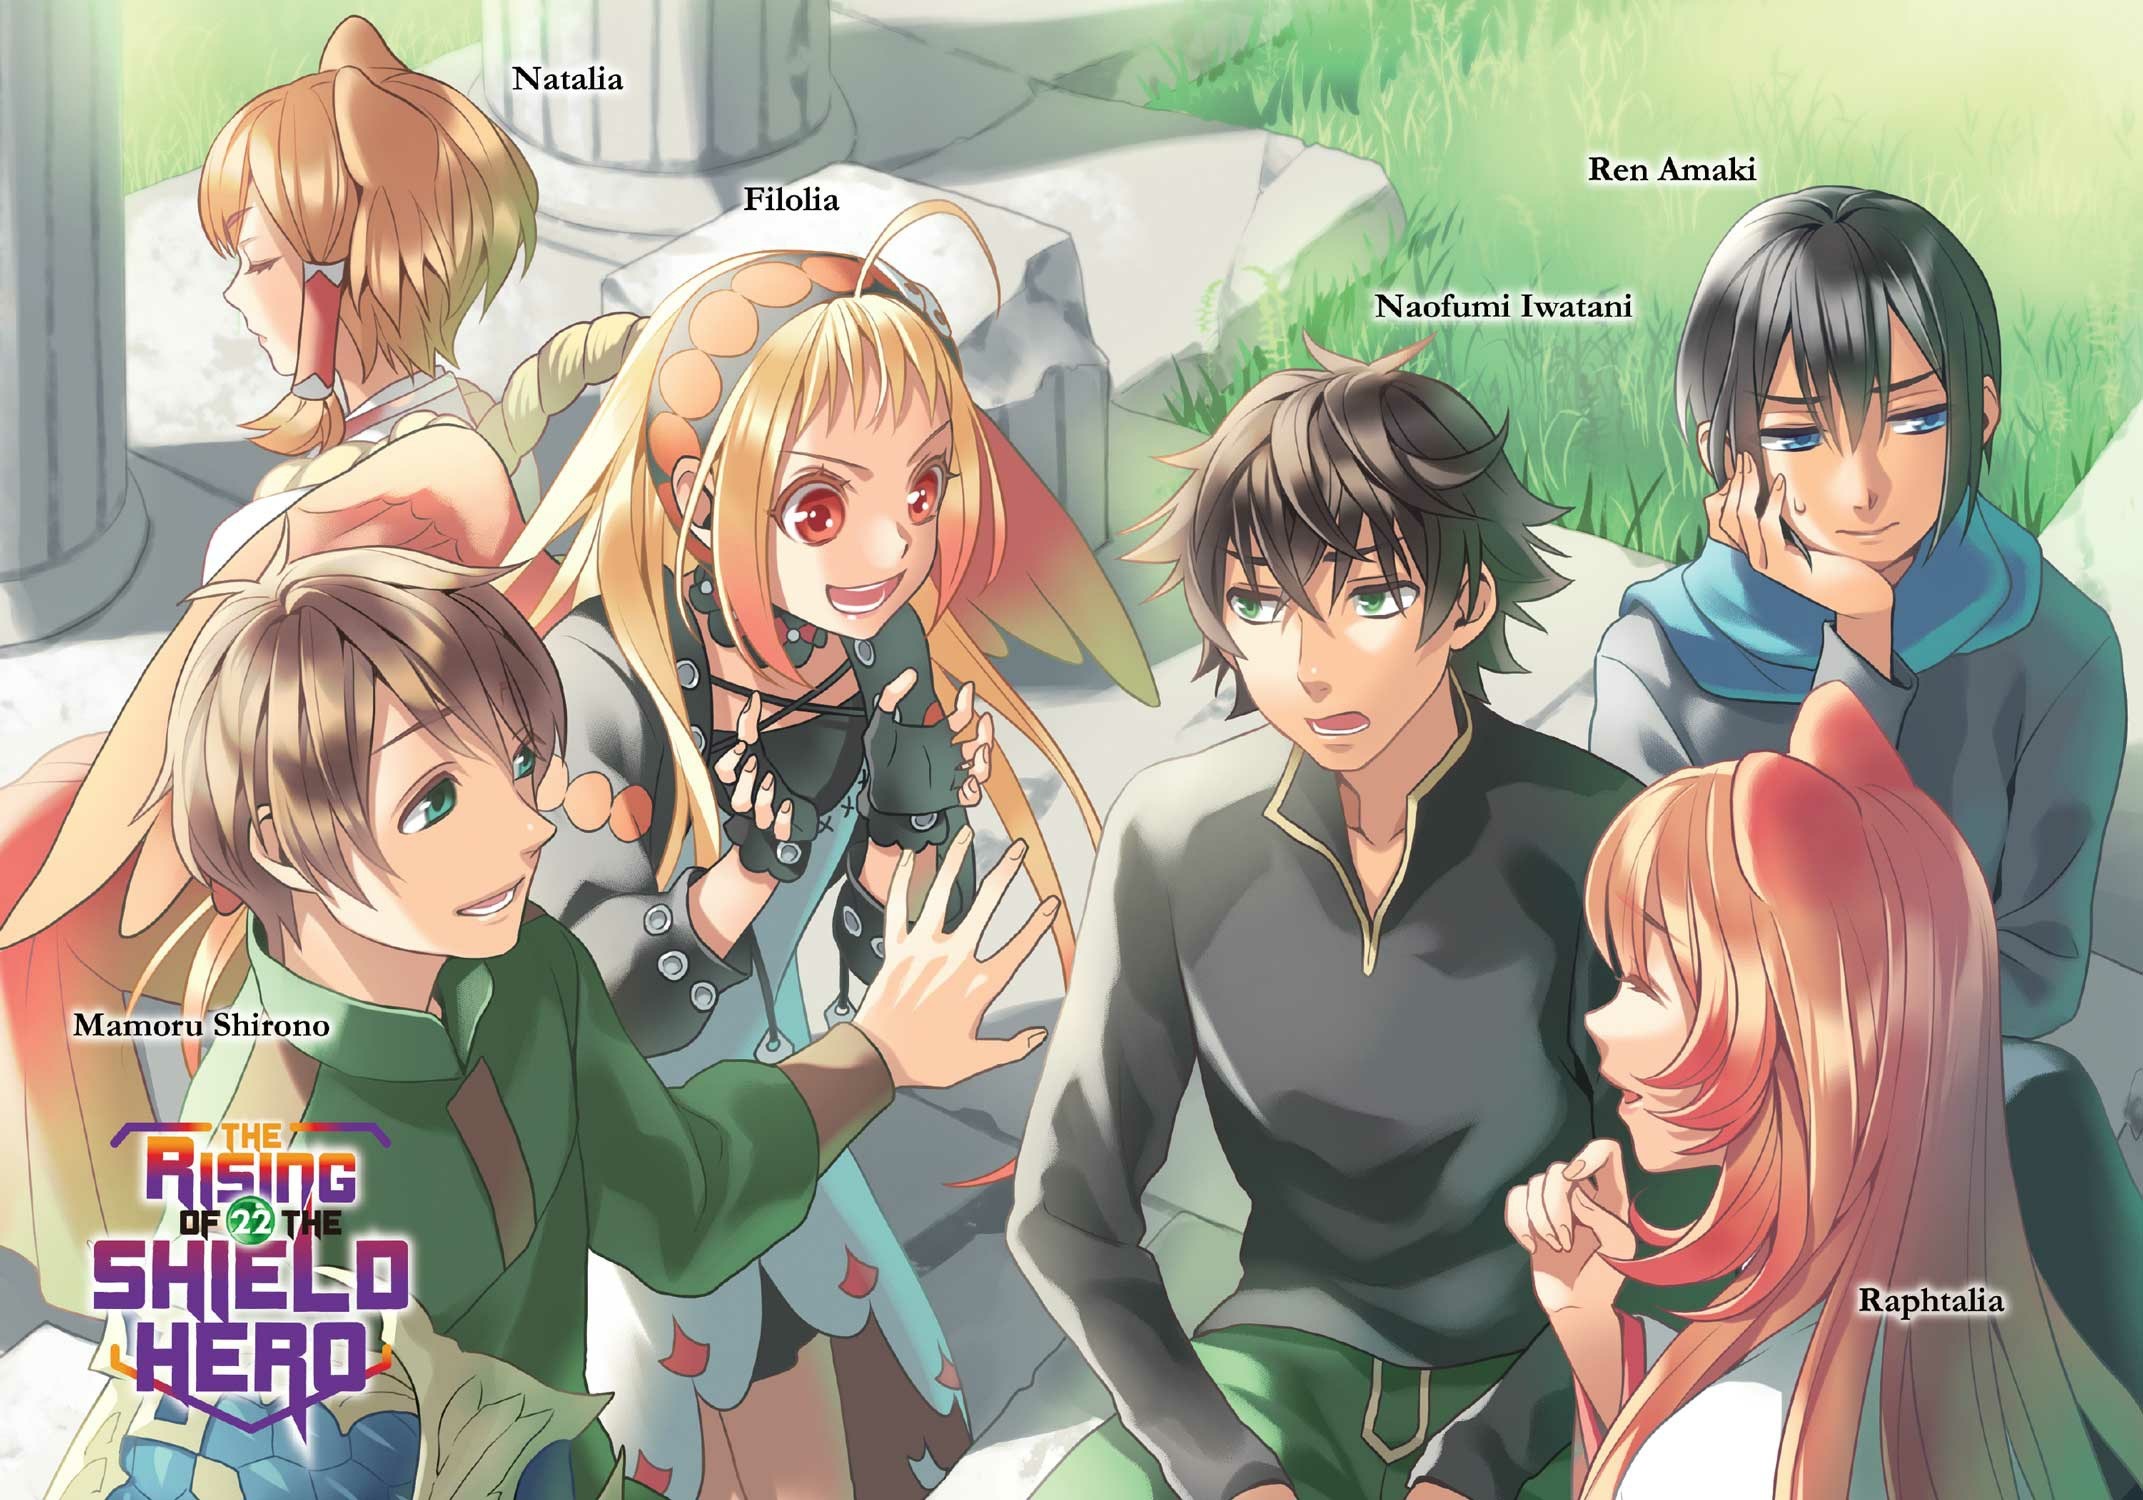 Natalia
Filolia
Ren Amaki
Naofumi Iwatani
Mamoru Shirono
THE
RISING
OF 22 THE
SHIELD
HERO
Raphtalia